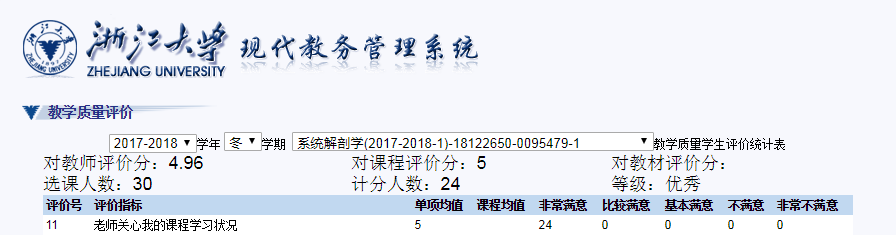 浙江大学 现代教务管理系统
ZHEJIANG UNIVERSITY
教学质量评价
2017-2018 学年 冬 学期 系统解剖学(2017-2018-1)-18122650-0095479-1 教学质量学生评价统计表
对教师评价分：4.96 对课程评价分：5 对教材评价分：
选课人数：30 计分人数：24 等级：优秀
评价号 评价指标 单项均值 课程均值 非常满意 比较满意 基本满意 不满意 非常不满意
11 老师关心我的课程学习状况 5 24 0 0 0 0